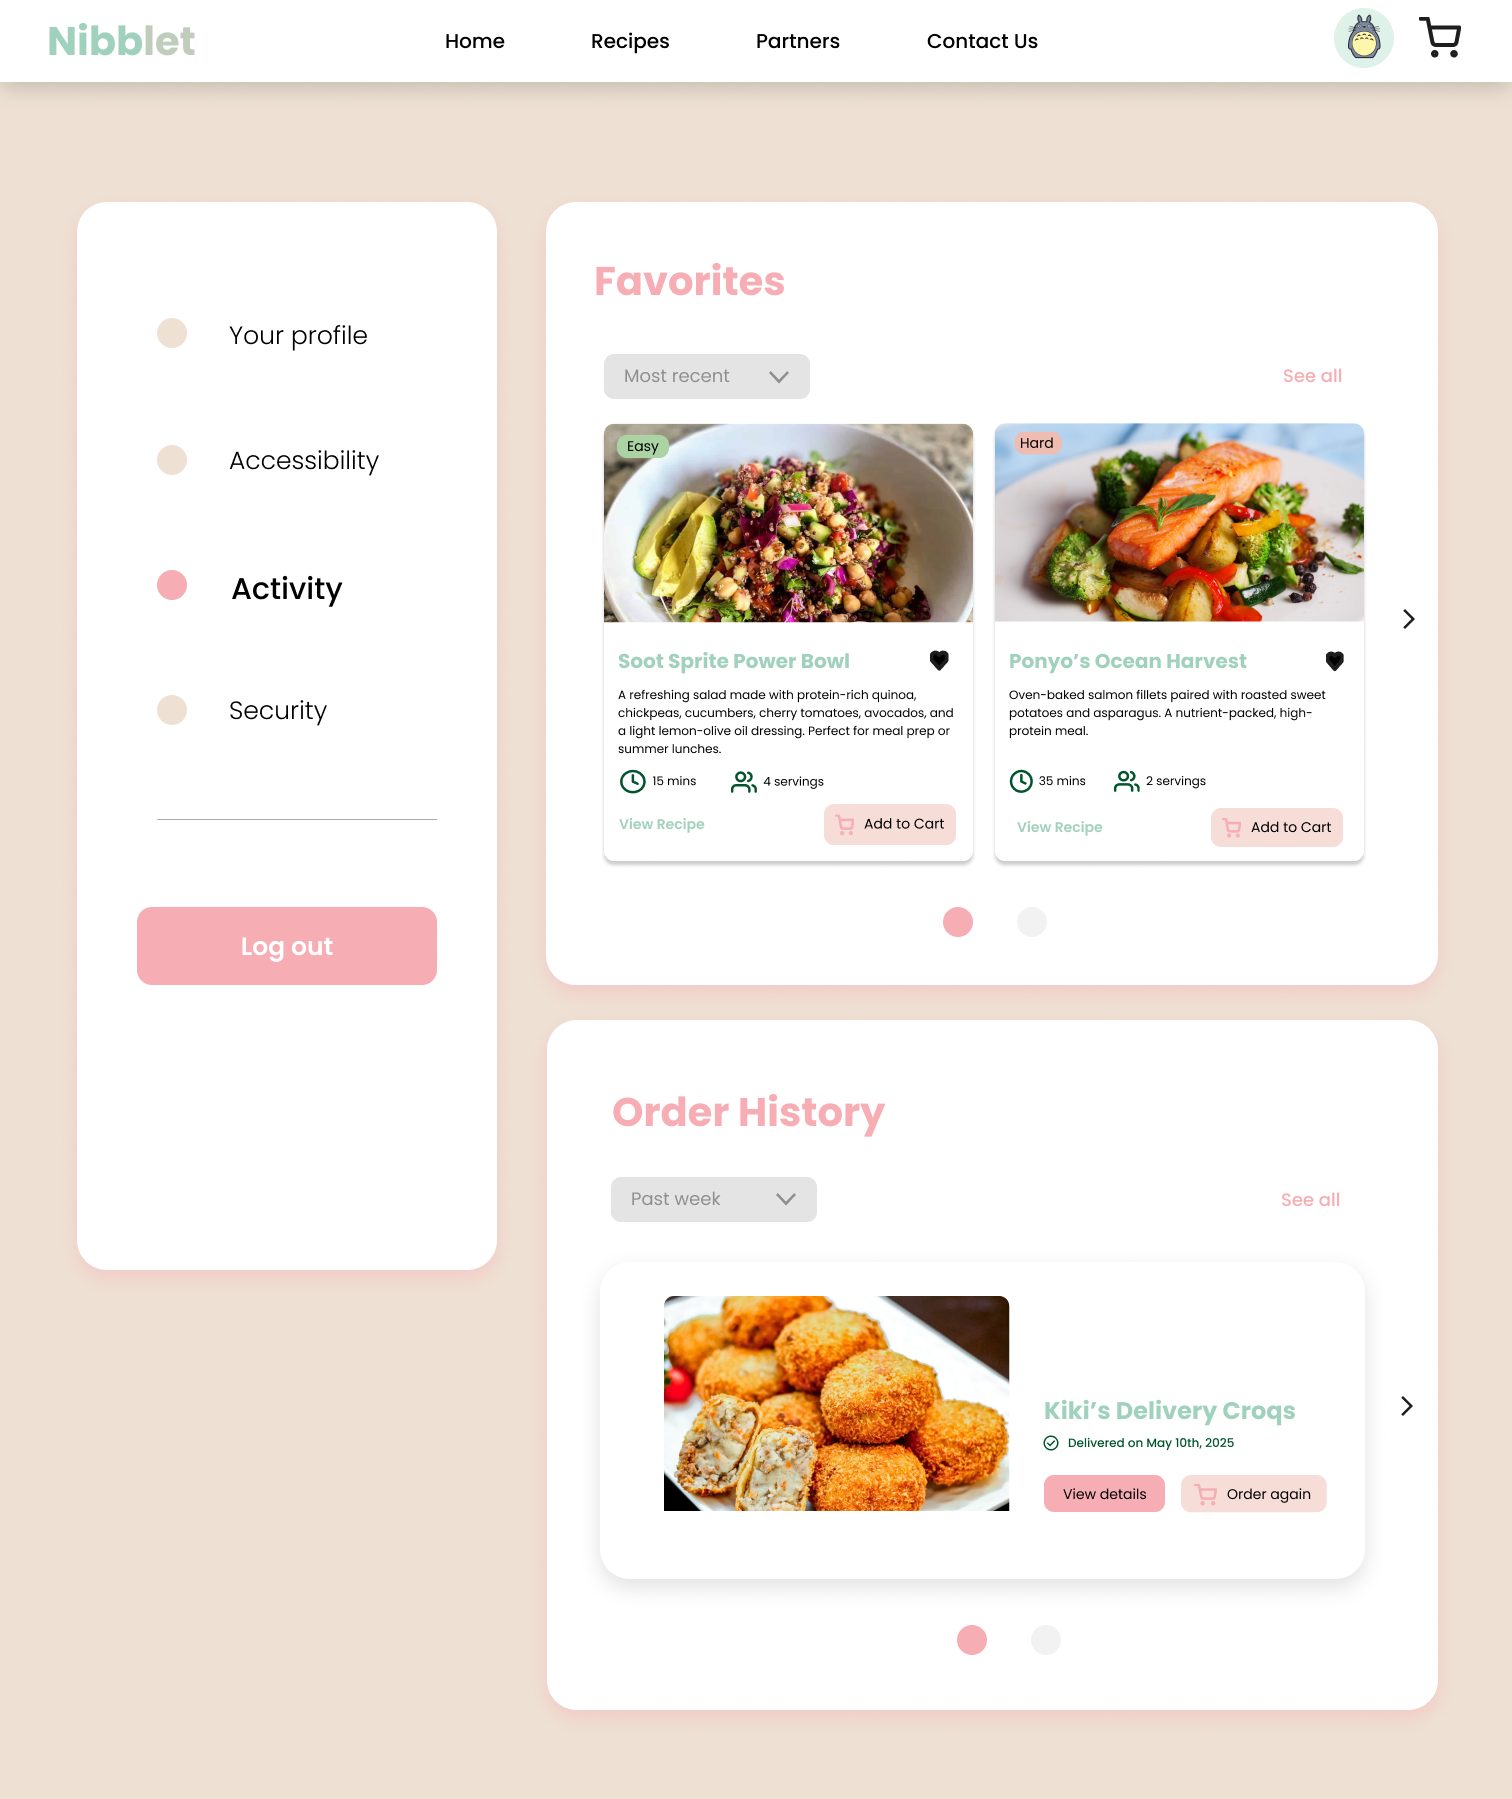 Nibblet
Home
Recipes
Partners
Contact Us
Your profile
Accessibility
Activity
Security
Log out
Favorites
Most recent
See all
Easy
Soot Sprite Power Bowl
A refreshing salad made with protein-rich quinoa,
chickpeas, cucumbers, cherry tomatoes, avocados, and
a light lemon-olive oil dressing. Perfect for meal prep or
summer lunches.
15 mins
4 servings
View Recipe
Add to Cart
Hard
Ponyo’s Ocean Harvest
Oven-baked salmon fillets paired with roasted sweet
potatoes and asparagus. A nutrient-packed, high-
protein meal.
35 mins
2 servings
View Recipe
Add to Cart
Order History
Past week
See all
Kiki’s Delivery Croqs
Delivered on May 10th, 2025
View details
Order again